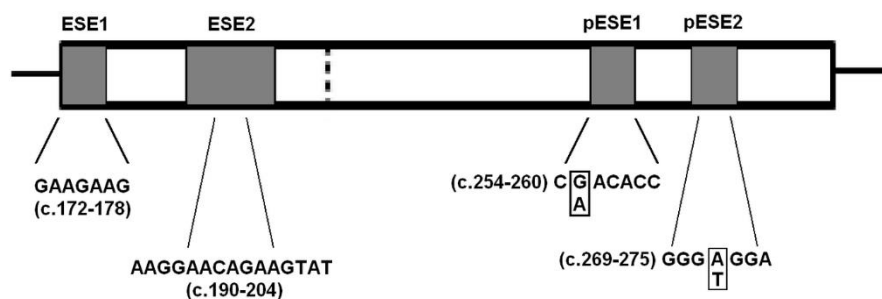 ESE1 ESE2 pESE1 pESE2
GAAGAAG
(c.172-178)
AAGGAACAGAAGTAT
(c.190-204)
(c.254-260) C G ACACC
A
(c.269-275) GGG A GGA
T